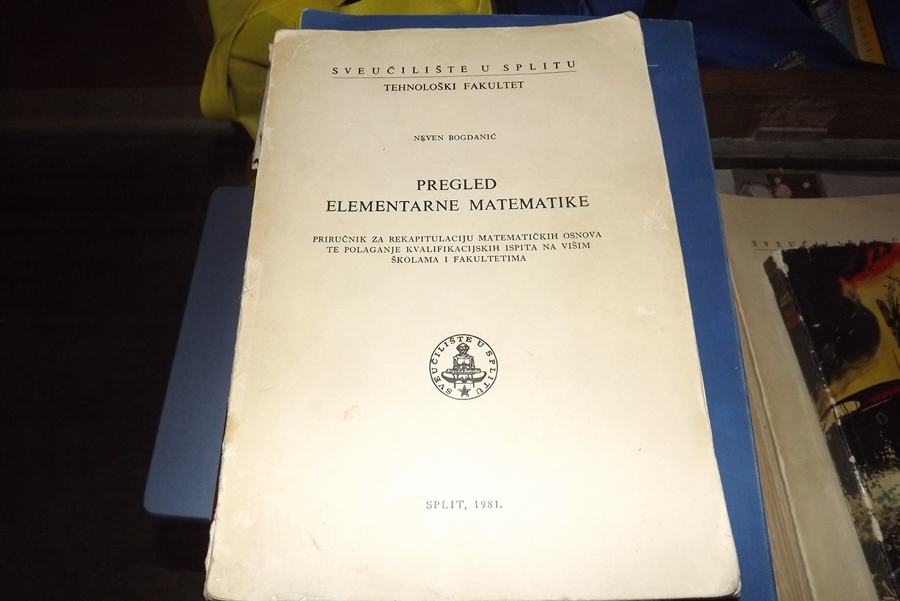 SVEUČILIŠTE U SPLITU
TEHNOLOŠKI FAKULTET
NEVEN BOGDANIĆ
PREGLED
ELEMENTARNE MATEMATIKE
PRIRUČNIK ZA REKAPITULACIJU MATEMATIČKIH OSNOVA
TE POLAGANJE KVALIFIKACIJSKIH ISPITA NA VIŠIM
ŠKOLAMA I FAKULTETIMA
SVEUČILIŠTE U SPLITU
SPLIT, 1981.